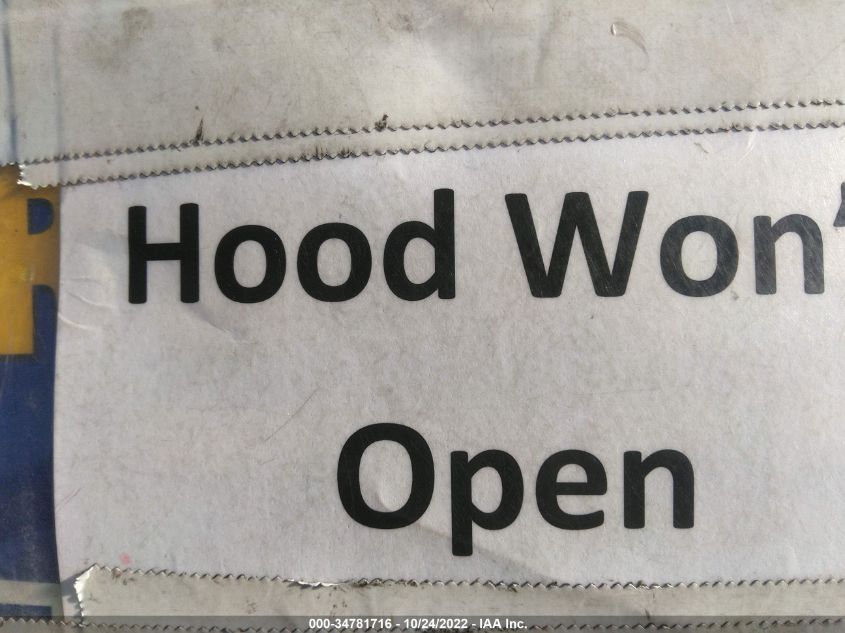 Hood Won'
Open
000-34781716 - 10/24/2022 - IAA Inc.